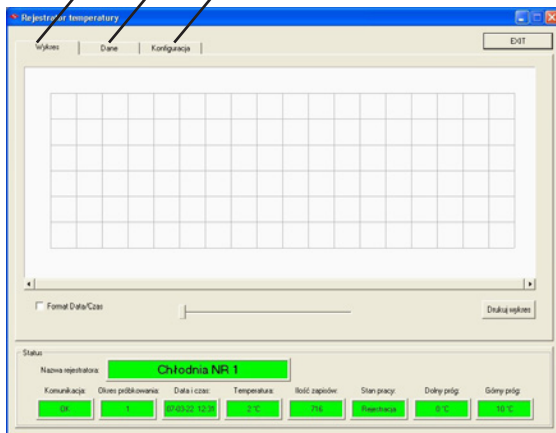 Rejestrator temperatury
EXIT
Wykres Dane Konfiguracja
Format Data/Czas
Drukuj wykres
Status
Nazwa rejestratora: Chłodnia NR 1
Komunikacja: Okres próbkowania: Data i czas: Temperatura: Ilość zapisów: Stan pracy: Dolny próg: Górny próg:
OK 1 07-03-22 12:31 2 °C 716 Rejestracja 0 °C 10 °C